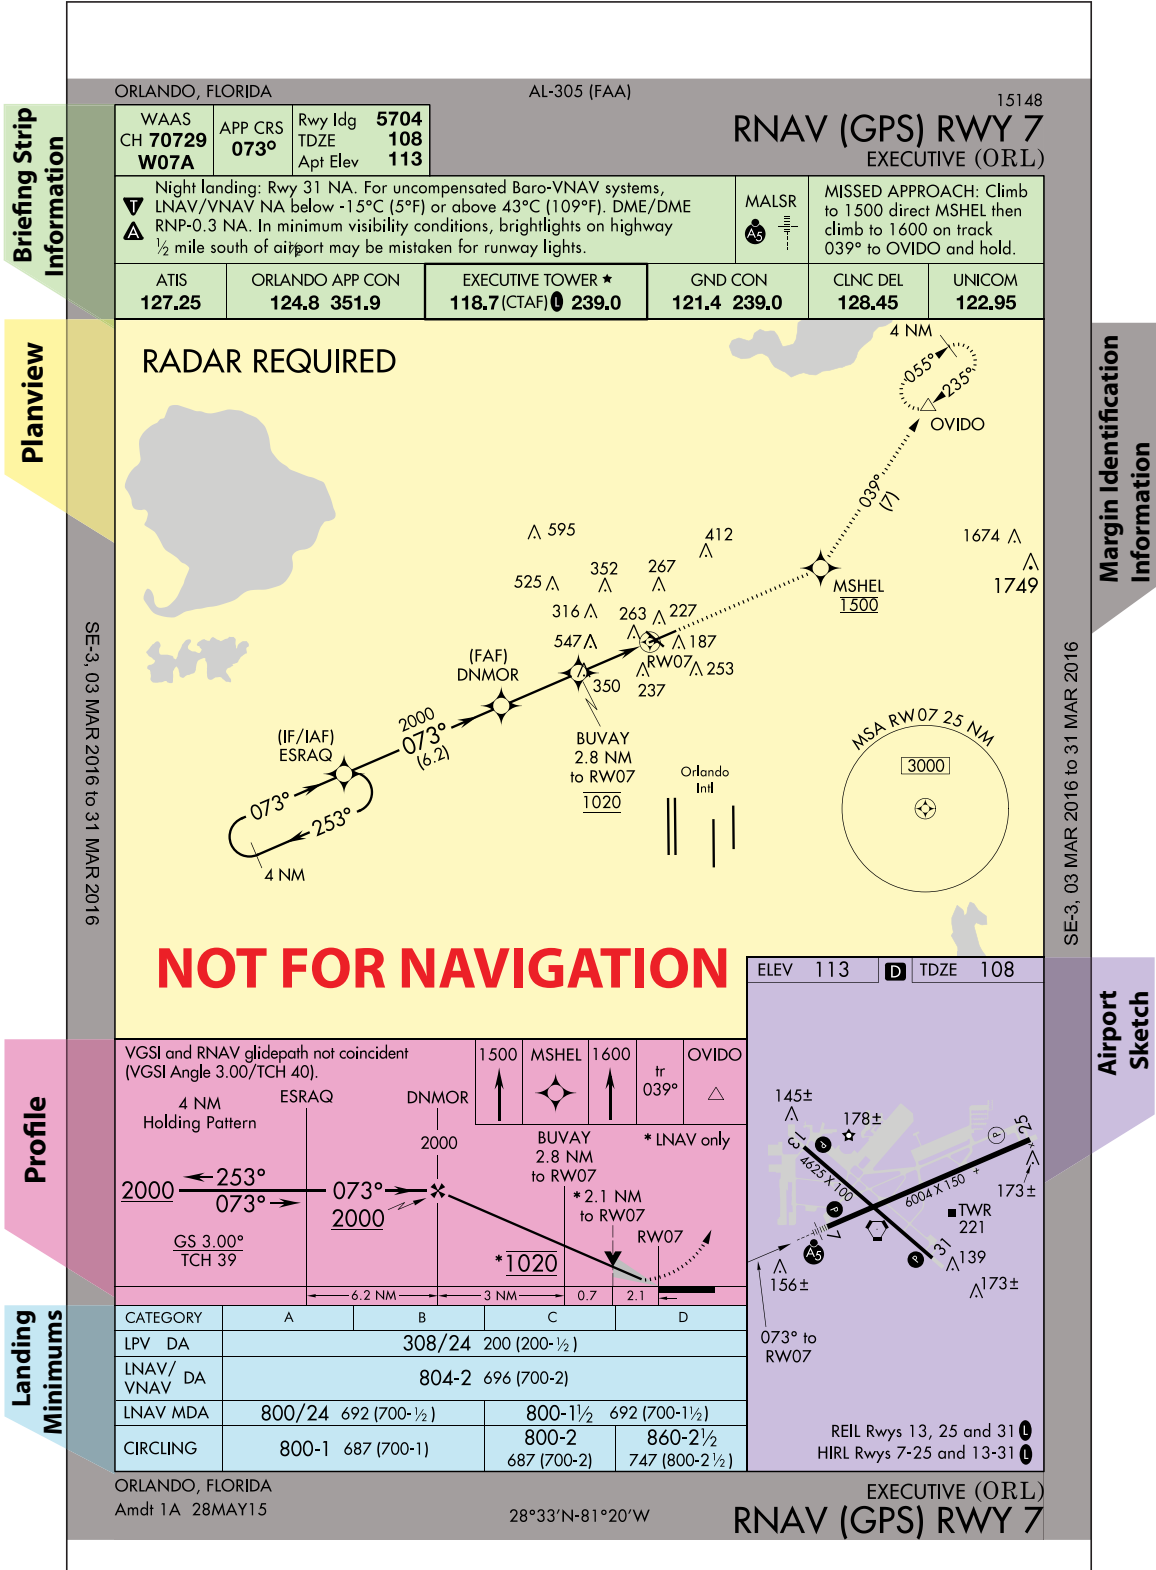 ORLANDO, FLORIDA
AL-305 (FAA)
15148
RNAV (GPS) RWY 7
EXECUTIVE (ORL)
Briefing Strip
Information
WAAS
CH 70729
W07A
APP CRS
073°
Rwy ldg 5704
TDZE 108
Apt Elev 113
T
A
Night landing: Rwy 31 NA. For uncompensated Baro-VNAV systems,
LNAV/VNAV NA below -15°C (5°F) or above 43°C (109°F). DME/DME
RNP-0.3 NA. In minimum visibility conditions, brightlights on highway
½ mile south of airport may be mistaken for runway lights.
MALSR
A5
MISSED APPROACH: Climb
to 1500 direct MSHEL then
climb to 1600 on track
039° to OVIDO and hold.
ATIS
127.25
ORLANDO APP CON
124.8 351.9
EXECUTIVE TOWER ★
118.7 (CTAF) L 239.0
GND CON
121.4 239.0
CLNC DEL
128.45
UNICOM
122.95
Planview
Margin Identification
Information
RADAR REQUIRED
4 NM
055°
235°
OVIDO
039°
(7)
595
412
1674
1749
525
352
267
MSHEL
1500
316
263
227
547
187
RW07
253
350
237
(FAF)
DNMOR
2000
073°
(6.2)
(IF/IAF)
ESRAQ
073°
253°
4 NM
BUVAY
2.8 NM
to RW07
1020
Orlando
Intl
MSA RW07 25 NM
3000
SE-3, 03 MAR 2016 to 31 MAR 2016
SE-3, 03 MAR 2016 to 31 MAR 2016
NOT FOR NAVIGATION
Airport
Sketch
ELEV 113
D
TDZE 108
145±
178±
13
P
4625 X 100
6004 X 150
P
25
173±
P
TWR
221
7
A5
31
P
139
156±
173±
073° to
RW07
REIL Rwys 13, 25 and 31 L
HIRL Rwys 7-25 and 13-31 L
Profile
VGSI and RNAV glidepath not coincident
(VGSI Angle 3.00/TCH 40).
1500
MSHEL
1600
tr
039°
OVIDO
4 NM
Holding Pattern
ESRAQ
DNMOR
2000
BUVAY
2.8 NM
to RW07
* LNAV only
2000
253°
073°
073°
2000
*2.1 NM
to RW07
RW07
GS 3.00°
TCH 39
*1020
6.2 NM
3 NM
0.7
2.1
Landing
Minimums
CATEGORY A B C D
LPV DA 308/24 200 (200-½)
LNAV/
VNAV DA 804-2 696 (700-2)
LNAV MDA 800/24 692 (700-½) 800-1½ 692 (700-1½)
CIRCLING 800-1 687 (700-1)
800-2
687 (700-2)
860-2½
747 (800-2½)
ORLANDO, FLORIDA
Amdt 1A 28MAY15
28°33'N-81°20'W
EXECUTIVE (ORL)
RNAV (GPS) RWY 7